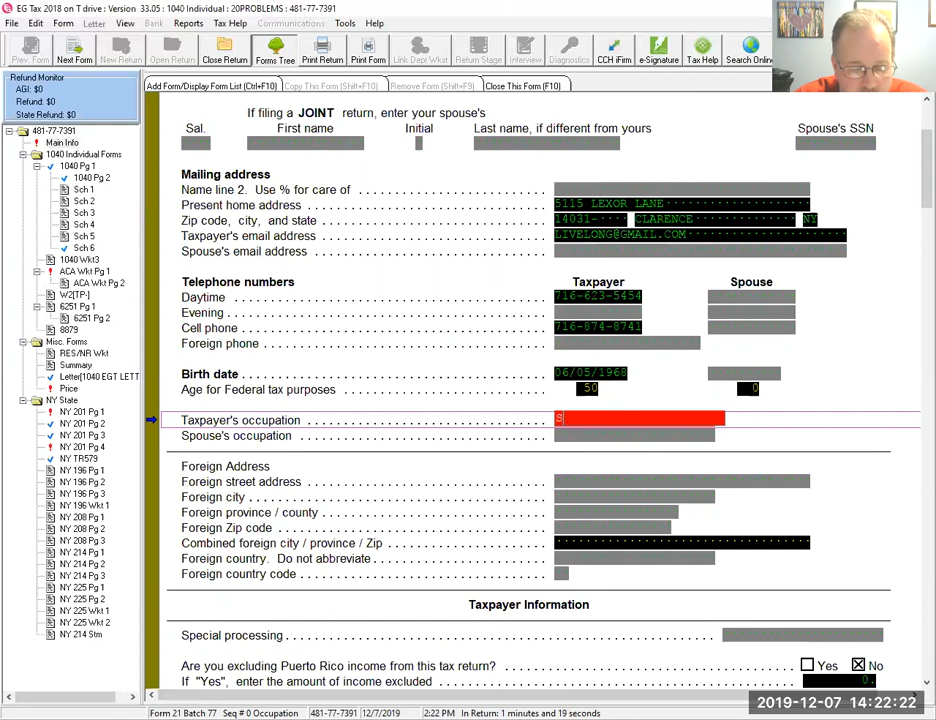 EG Tax 2018 on T drive : Version : 33.05 : 1040 Individual : 20PROBLEMS : 481-77-7391
File Edit Form Letter View Bank Reports Tax Help Communications Tools Help
Prev. Form Next Form New Return Open Return Close Return Forms Tree Print Return Print Form Link Depr Wkst Return Stage Interview Diagnostics CCH iFirm e-Signature Tax Help Search Online
Refund Monitor
AGI: $0
Refund: $0
State Refund: $0
Add Form/Display Form List (Ctrl+F10) Copy This Form (Shift+F10) Remove Form (Shift+F9) Close This Form (F10)
481-77-7391
Main Info
1040 Individual Forms
1040 Pg 1
1040 Pg 2
Sch 1
Sch 2
Sch 3
Sch 4
Sch 5
Sch 6
1040 Wkt3
ACA Wkt Pg 1
ACA Wkt Pg 2
W2[TP-]
6251 Pg 1
6251 Pg 2
8879
Misc. Forms
RES/NR Wkt
Summary
Letter[1040 EGT LETT
Price
NY State
NY 201 Pg 1
NY 201 Pg 2
NY 201 Pg 3
NY 201 Pg 4
NY TR579
NY 196 Pg 1
NY 196 Pg 2
NY 196 Pg 3
NY 196 Wkt 1
NY 208 Pg 1
NY 208 Pg 2
NY 208 Pg 3
NY 214 Pg 1
NY 214 Pg 2
NY 214 Pg 3
NY 225 Pg 1
NY 225 Pg 2
NY 225 Wkt 1
NY 225 Wkt 2
NY 214 Stm
If filing a JOINT return, enter your spouse's
Sal. First name Initial Last name, if different from yours Spouse's SSN
Mailing address
Name line 2. Use % for care of
Present home address 5115 LEXOR LANE
Zip code, city, and state 14031- CLARENCE NY
Taxpayer's email address LIVELONG@GMAIL.COM
Spouse's email address
Telephone numbers Taxpayer Spouse
Daytime 716-623-5454
Evening
Cell phone 716-874-8741
Foreign phone
Birth date 06/05/1968
Age for Federal tax purposes 50 0
Taxpayer's occupation S
Spouse's occupation
Foreign Address
Foreign street address
Foreign city
Foreign province / county
Foreign Zip code
Combined foreign city / province / Zip
Foreign country. Do not abbreviate
Foreign country code
Taxpayer Information
Special processing
Are you excluding Puerto Rico income from this tax return? Yes No
If "Yes", enter the amount of income excluded 0.
Form 21 Batch 77 Seq # 0 Occupation 481-77-7391 12/7/2019 2:22 PM In Return: 1 minutes and 19 seconds
2019-12-07 14:22:22